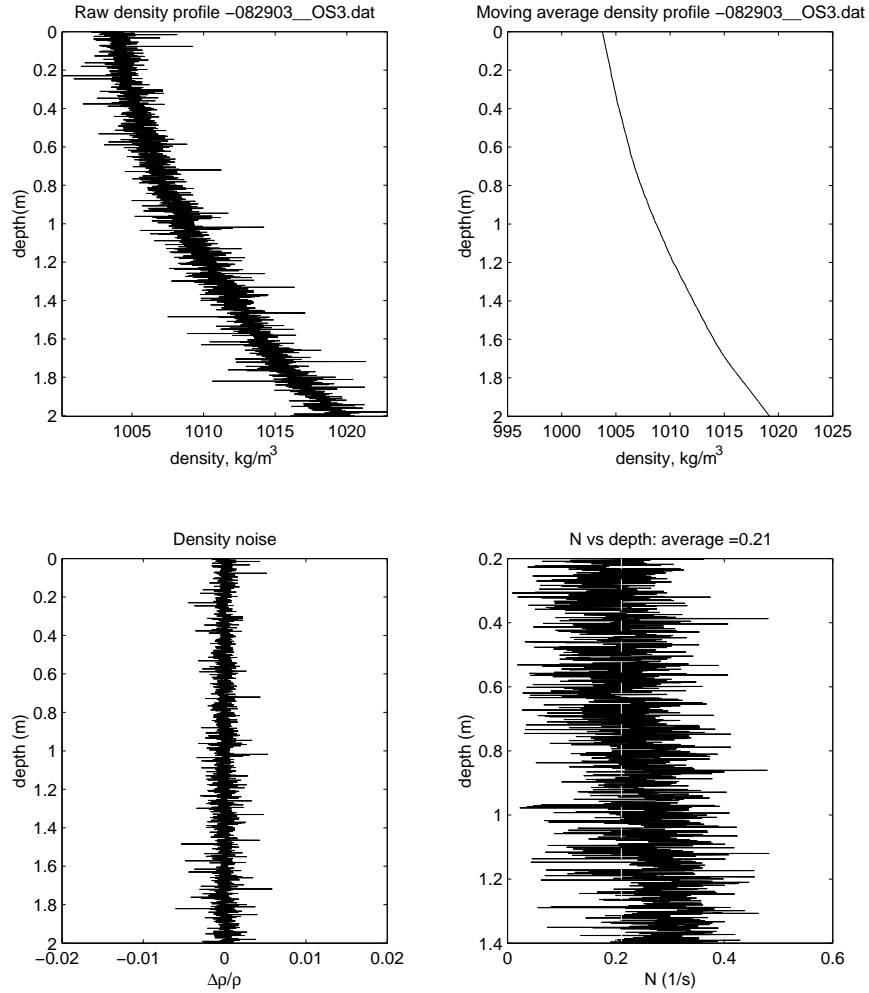 Raw density profile −082903__OS3.dat
0
0.2
0.4
0.6
0.8
1
1.2
1.4
1.6
1.8
2
depth(m)
1005 1010 1015 1020
density, kg/m³
Moving average density profile −082903__OS3.dat
0
0.2
0.4
0.6
0.8
1
1.2
1.4
1.6
1.8
2
depth(m)
995 1000 1005 1010 1015 1020 1025
density, kg/m³
Density noise
0
0.2
0.4
0.6
0.8
1
1.2
1.4
1.6
1.8
2
depth (m)
−0.02 −0.01 0 0.01 0.02
Δρ/ρ
N vs depth: average =0.21
0.2
0.4
0.6
0.8
1
1.2
1.4
depth (m)
0 0.2 0.4 0.6
N (1/s)